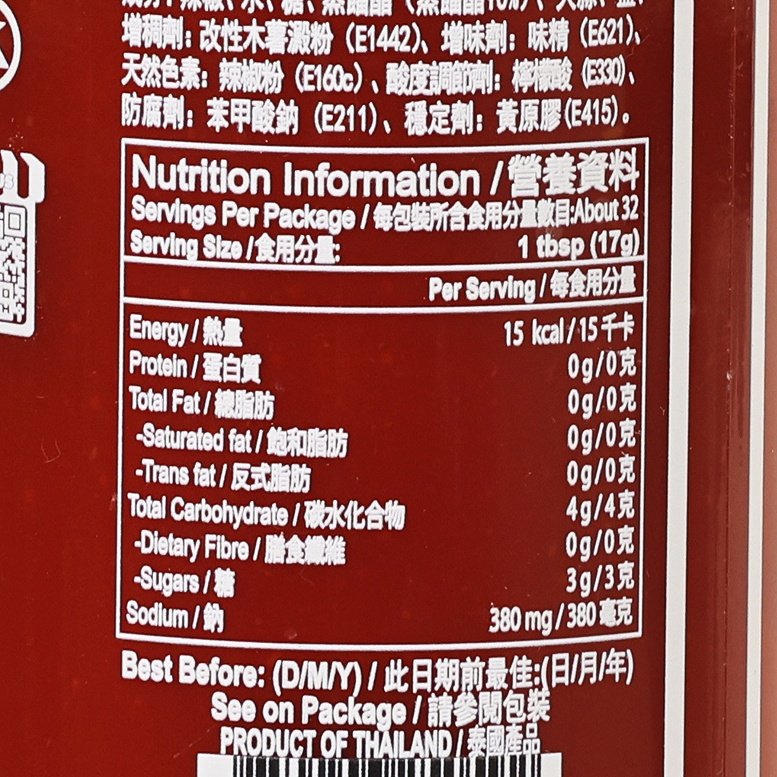 增稠劑: 改性木薯澱粉 (E1442)、增味劑: 味精 (E621)、
天然色素: 辣椒粉 (E160c)、酸度調節劑: 檸檬酸 (E330)、
防腐劑: 苯甲酸鈉 (E211)、穩定劑: 黃原膠(E415)。
Nutrition Information / 營養資料
Servings Per Package / 每包裝所含食用分量數目:About 32
Serving Size / 食用分量: 1 tbsp (17g)
Per Serving / 每食用分量
Energy / 熱量 15 kcal / 15 千卡
Protein / 蛋白質 0g/0克
Total Fat / 總脂肪 0g/0克
-Saturated fat / 飽和脂肪 0g/0克
-Trans fat / 反式脂肪 0g/0克
Total Carbohydrate / 碳水化合物 4g/4克
-Dietary Fibre / 膳食纖維 0g/0克
-Sugars / 糖 3g/3克
Sodium / 鈉 380 mg / 380 毫克
Best Before: (D/M/Y) / 此日期前最佳:(日/月/年)
See on Package / 請參閱包裝
PRODUCT OF THAILAND / 泰國產品